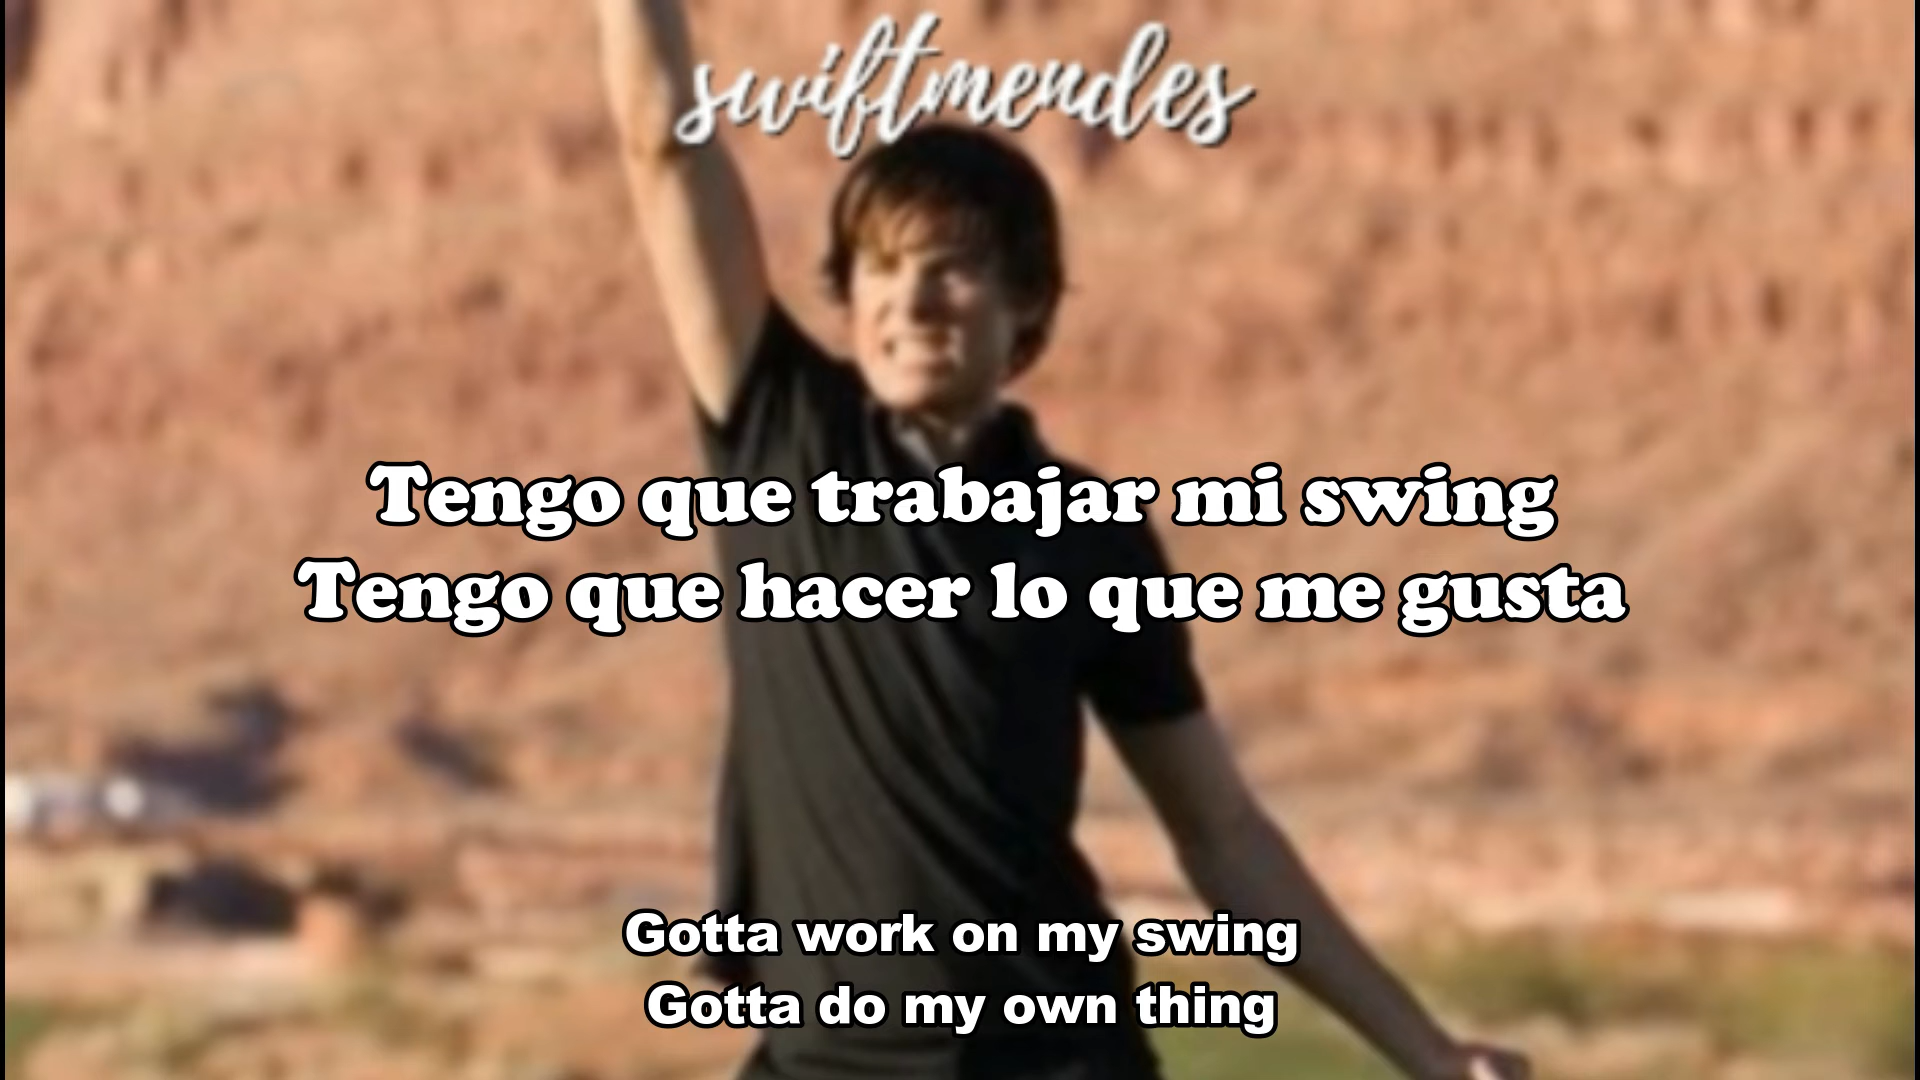 swiftmendes
Tengo que trabajar mi swing
Tengo que hacer lo que me gusta
Gotta work on my swing
Gotta do my own thing